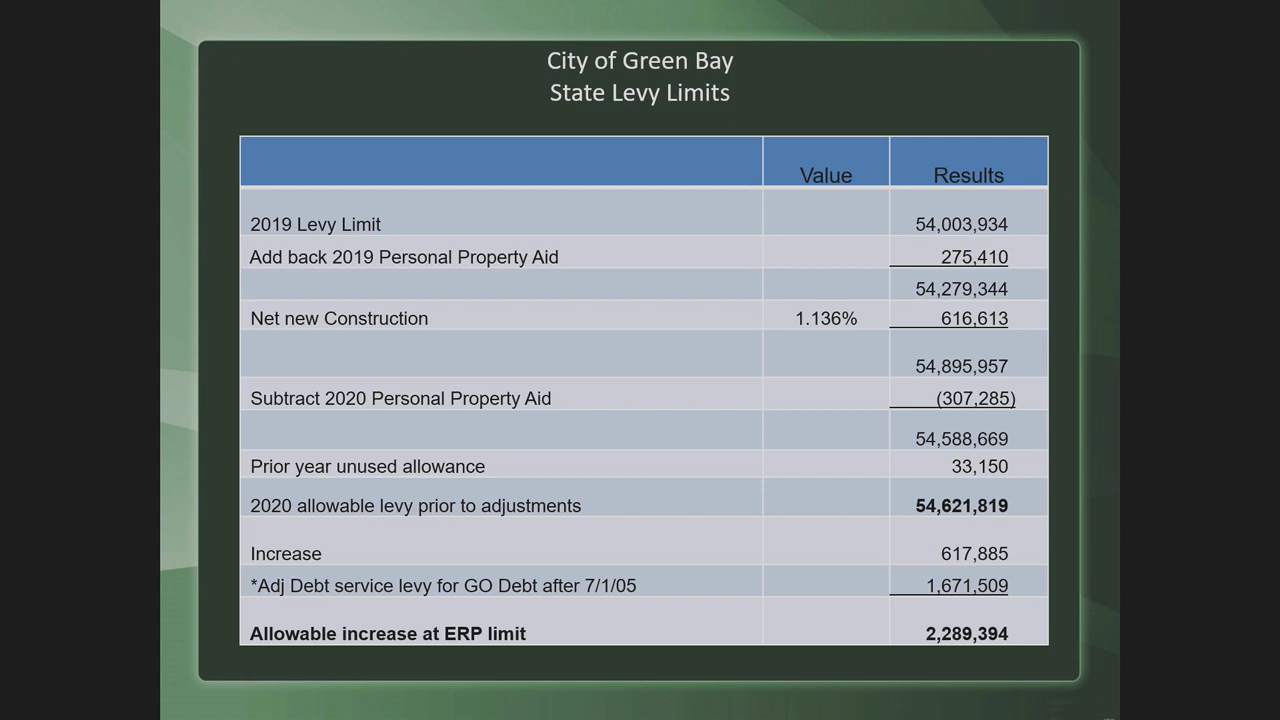 City of Green Bay
State Levy Limits
Value Results
2019 Levy Limit 54,003,934
Add back 2019 Personal Property Aid 275,410
54,279,344
Net new Construction 1.136% 616,613
54,895,957
Subtract 2020 Personal Property Aid (307,285)
54,588,669
Prior year unused allowance 33,150
2020 allowable levy prior to adjustments 54,621,819
Increase 617,885
*Adj Debt service levy for GO Debt after 7/1/05 1,671,509
Allowable increase at ERP limit 2,289,394